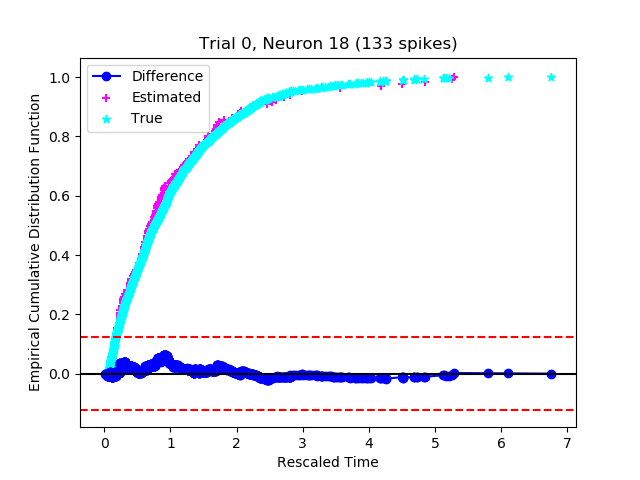 Trial 0, Neuron 18 (133 spikes)
Difference
Estimated
True
Empirical Cumulative Distribution Function
1.0
0.8
0.6
0.4
0.2
0.0
0 1 2 3 4 5 6 7
Rescaled Time